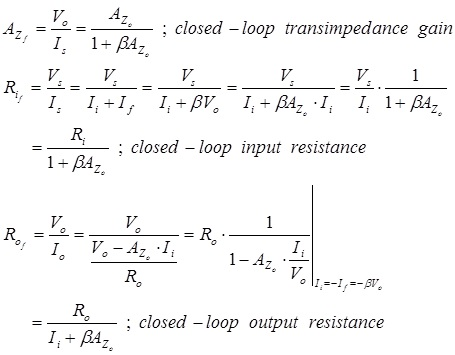 A_{Z_f} = \frac{V_o}{I_s} = \frac{A_{Z_o}}{1 + \beta A_{Z_o}} ; closed-loop transimpedance gain
R_{i_f} = \frac{V_s}{I_s} = \frac{V_s}{I_i + I_f} = \frac{V_s}{I_i + \beta V_o} = \frac{V_s}{I_i + \beta A_{Z_o} \cdot I_i} = \frac{V_s}{I_i} \cdot \frac{1}{1 + \beta A_{Z_o}}
= \frac{R_i}{1 + \beta A_{Z_o}} ; closed-loop input resistance
R_{o_f} = \frac{V_o}{I_o} = \frac{V_o}{\frac{V_o - A_{Z_o} \cdot I_i}{R_o}} = R_o \cdot \frac{1}{1 - A_{Z_o} \cdot \frac{I_i}{V_o}} |_{I_i = -I_f = -\beta V_o}
= \frac{R_o}{I_i + \beta A_{Z_o}} ; closed-loop output resistance